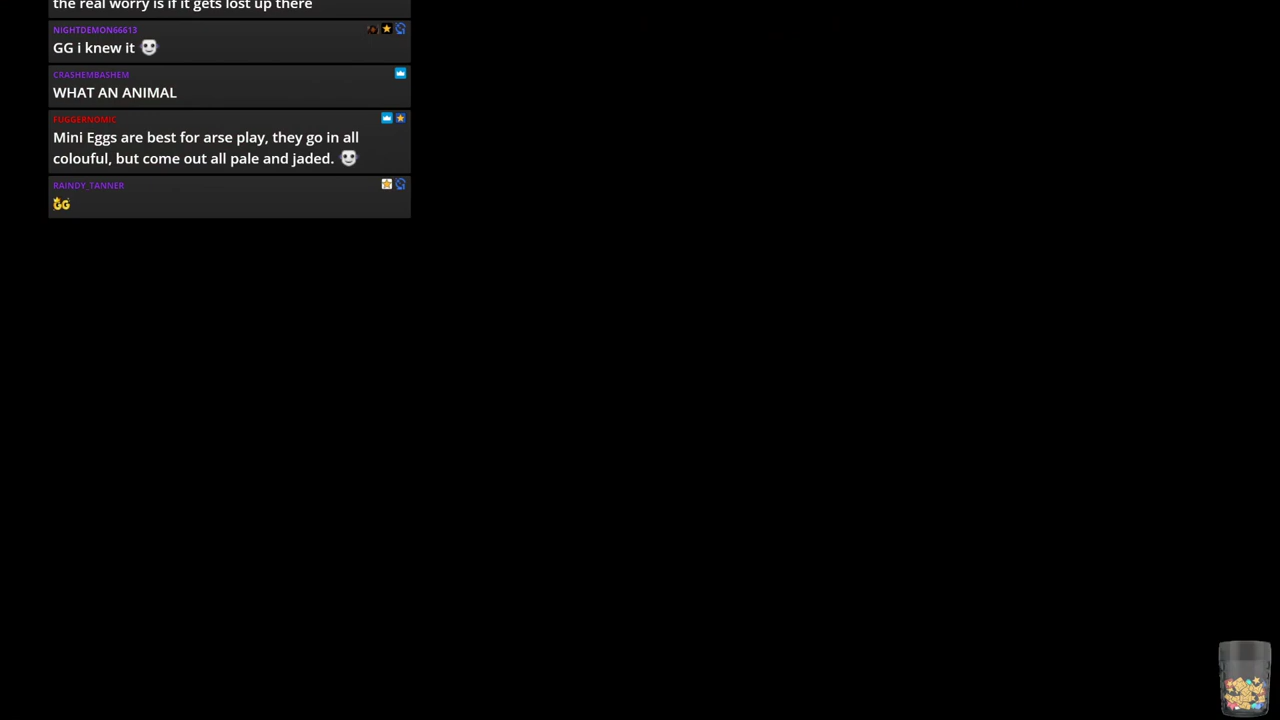 the real worry is if it gets lost up there
NIGHTDEMON66613
GG i knew it
CRASHEMBASHEM
WHAT AN ANIMAL
FUGGERNOMIC
Mini Eggs are best for arse play, they go in all
colouful, but come out all pale and jaded.
RAINDY_TANNER
GG